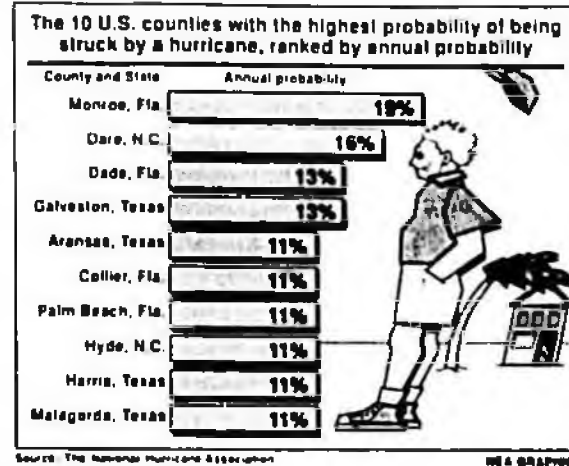 The 10 U.S. counties with the highest probability of being
struck by a hurricane, ranked by annual probability
County and State Annual probability
Monroe, Fla. 19%
Dare, N.C. 16%
Dade, Fla. 13%
Galveston, Texas 13%
Aransas, Texas 11%
Collier, Fla. 11%
Palm Beach, Fla. 11%
Hyde, N.C. 11%
Harris, Texas 11%
Matagorda, Texas 11%
Source: The National Hurricane Association
NEA GRAPHIC